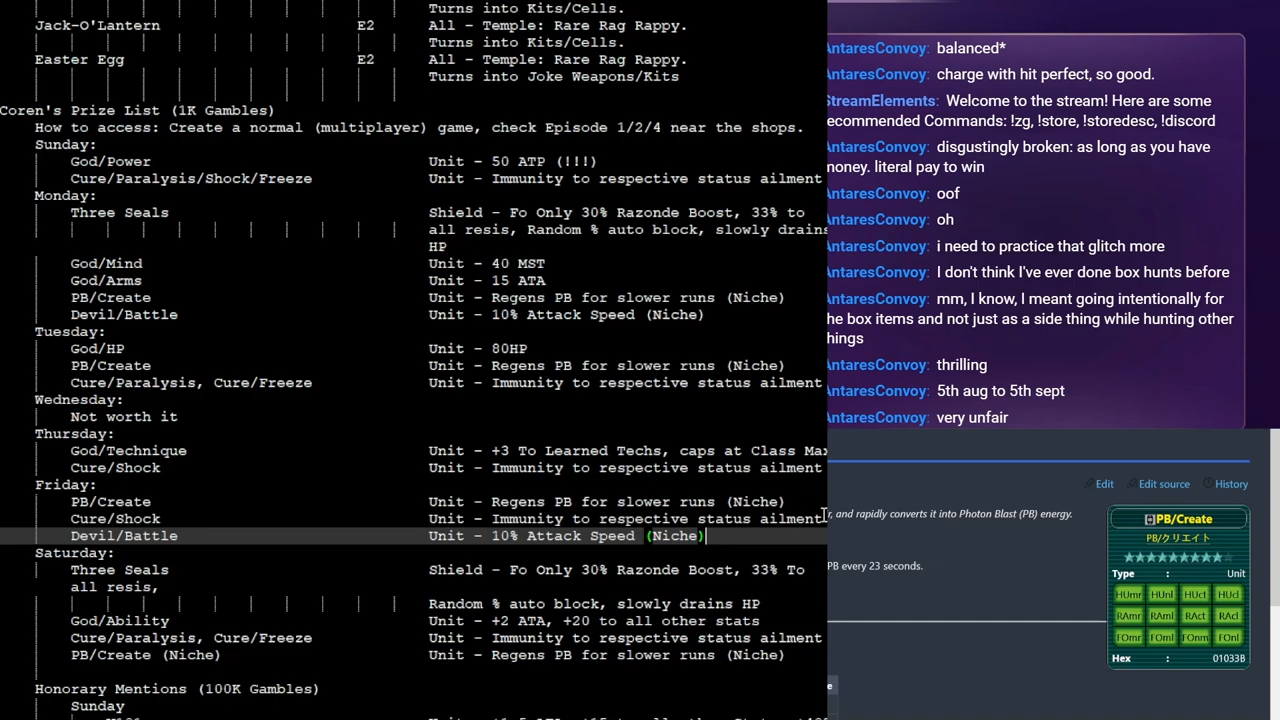 Turns into Kits/Cells.
Jack-O'Lantern E2 All - Temple: Rare Rag Rappy.
Turns into Kits/Cells.
Easter Egg E2 All - Temple: Rare Rag Rappy.
Turns into Joke Weapons/Kits
Coren's Prize List (1K Gambles)
How to access: Create a normal (multiplayer) game, check Episode 1/2/4 near the shops.
Sunday:
God/Power Unit - 50 ATP (!!!)
Cure/Paralysis/Shock/Freeze Unit - Immunity to respective status ailment
Monday:
Three Seals Shield - Fo Only 30% Razonde Boost, 33% to
all resis, Random % auto block, slowly drains
HP
God/Mind Unit - 40 MST
God/Arms Unit - 15 ATA
PB/Create Unit - Regens PB for slower runs (Niche)
Devil/Battle Unit - 10% Attack Speed (Niche)
Tuesday:
God/HP Unit - 80HP
PB/Create Unit - Regens PB for slower runs (Niche)
Cure/Paralysis, Cure/Freeze Unit - Immunity to respective status ailment
Wednesday:
Not worth it
Thursday:
God/Technique Unit - +3 To Learned Techs, caps at Class Max
Cure/Shock Unit - Immunity to respective status ailment
Friday:
PB/Create Unit - Regens PB for slower runs (Niche)
Cure/Shock Unit - Immunity to respective status ailment
Devil/Battle Unit - 10% Attack Speed (Niche)
Saturday:
Three Seals Shield - Fo Only 30% Razonde Boost, 33% To
all resis,
Random % auto block, slowly drains HP
God/Ability Unit - +2 ATA, +20 to all other stats
Cure/Paralysis, Cure/Freeze Unit - Immunity to respective status ailment
PB/Create (Niche) Unit - Regens PB for slower runs (Niche)
Honorary Mentions (100K Gambles)
Sunday
AntaresConvoy: balanced*
AntaresConvoy: charge with hit perfect, so good.
StreamElements: Welcome to the stream! Here are some
recommended Commands: !zg, !store, !storedesc, !discord
AntaresConvoy: disgustingly broken: as long as you have
money. literal pay to win
AntaresConvoy: oof
AntaresConvoy: oh
AntaresConvoy: i need to practice that glitch more
AntaresConvoy: I don't think I've ever done box hunts before
AntaresConvoy: mm, I know, I meant going intentionally for
the box items and not just as a side thing while hunting other
things
AntaresConvoy: thrilling
AntaresConvoy: 5th aug to 5th sept
AntaresConvoy: very unfair
Edit Edit source History
r, and rapidly converts it into Photon Blast (PB) energy.
PB every 23 seconds.
PB/Create
PB/クリエイト
Type : Unit
HUmr HUnl HUct HUcl
RAmr RAml RAct RAcl
FOmr FOml FOnm FOnl
Hex : 01033B